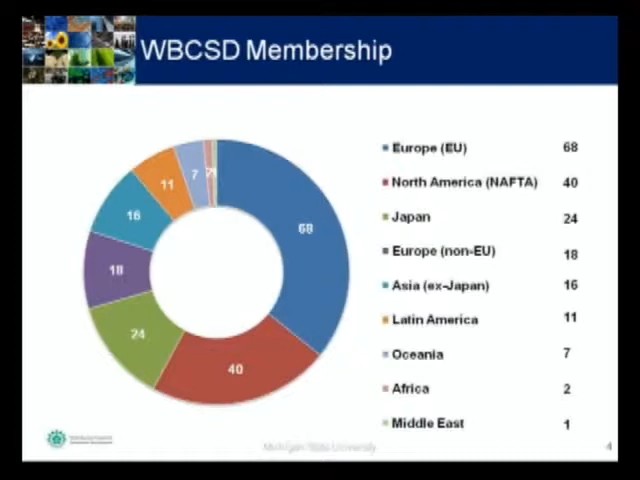 WBCSD Membership
Europe (EU) 68
North America (NAFTA) 40
Japan 24
Europe (non-EU) 18
Asia (ex-Japan) 16
Latin America 11
Oceania 7
Africa 2
Middle East 1
68
40
24
18
16
11
7
2
1
Michigan State University
4